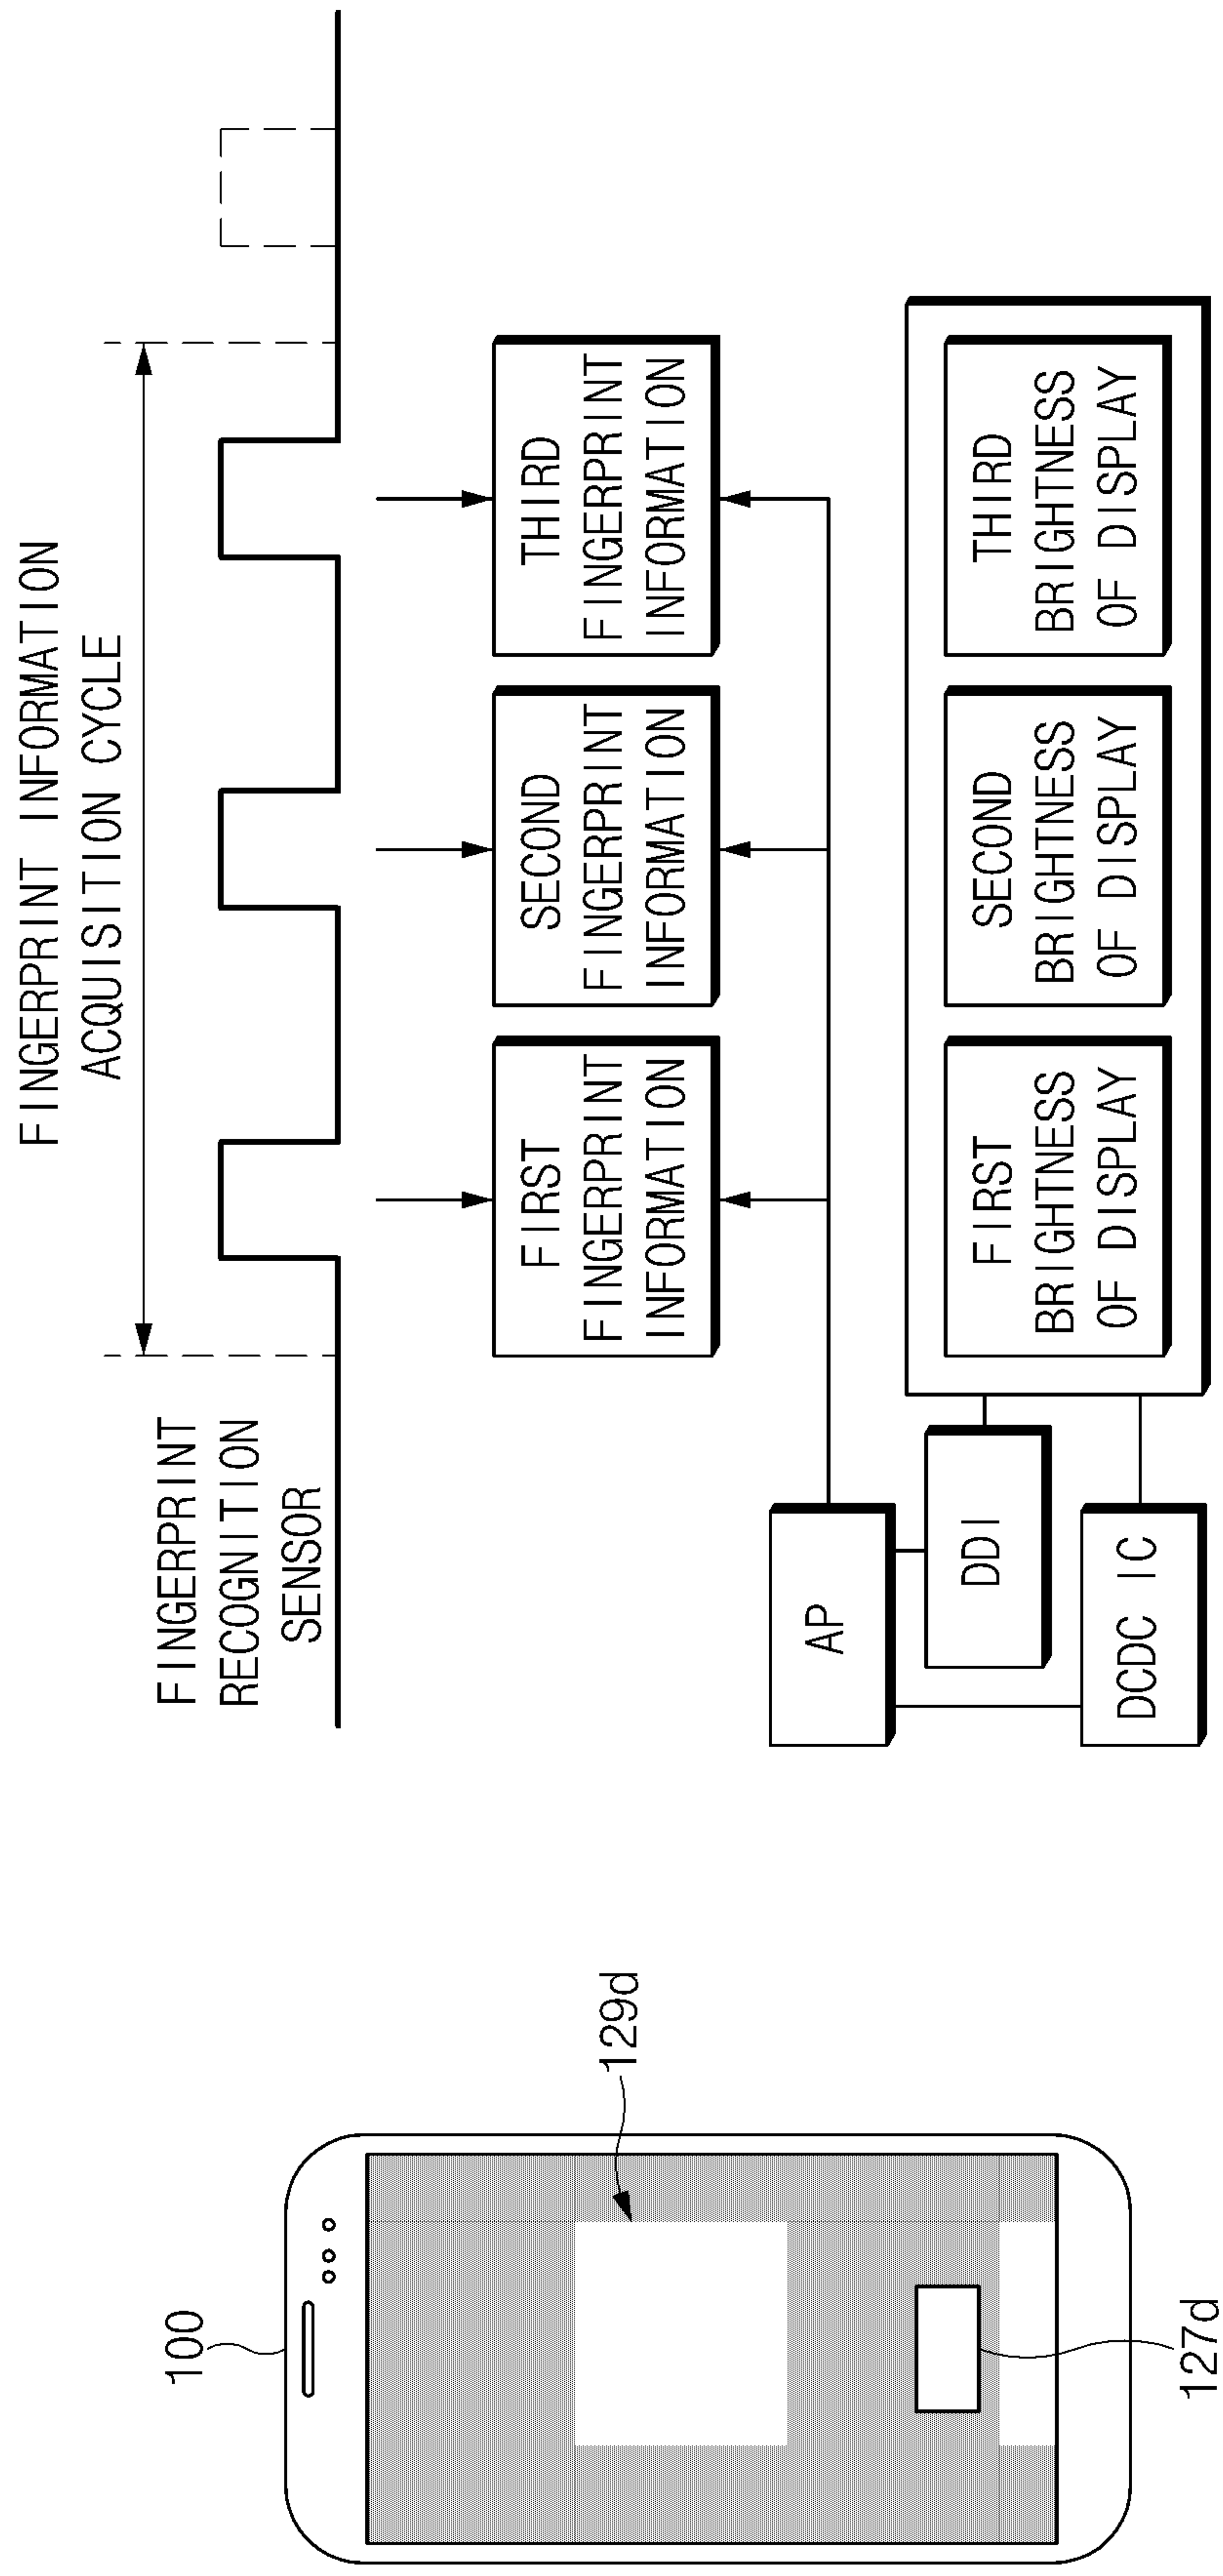 100
129d
127d
FINGERPRINT INFORMATION
ACQUISITION CYCLE
FINGERPRINT
RECOGNITION
SENSOR
FIRST
FINGERPRINT
INFORMATION
SECOND
FINGERPRINT
INFORMATION
THIRD
FINGERPRINT
INFORMATION
AP
DDI
DCDC IC
FIRST
BRIGHTNESS
OF DISPLAY
SECOND
BRIGHTNESS
OF DISPLAY
THIRD
BRIGHTNESS
OF DISPLAY